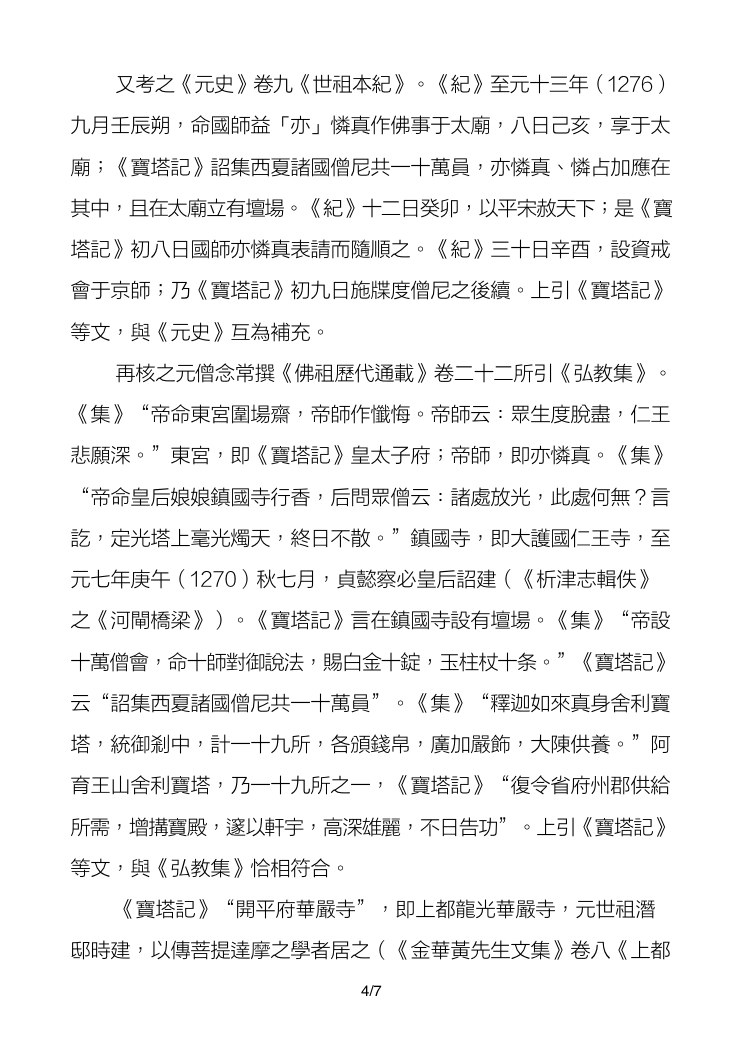 又考之《元史》卷九《世祖本紀》。《紀》至元十三年（1276）
九月壬辰朔，命國師益「亦」憐真作佛事于太廟，八日己亥，享于太
廟；《寶塔記》詔集西夏諸國僧尼共一十萬員，亦憐真、憐占加應在
其中，且在太廟立有壇場。《紀》十二日癸卯，以平宋赦天下；是《寶
塔記》初八日國師亦憐真表請而隨順之。《紀》三十日辛酉，設資戒
會于京師；乃《寶塔記》初九日施牒度僧尼之後續。上引《寶塔記》
等文，與《元史》互為補充。
再核之元僧念常撰《佛祖歷代通載》卷二十二所引《弘教集》。
《集》“帝命東宮圍場齋，帝師作懺悔。帝師云：眾生度脫盡，仁王
悲願深。”東宮，即《寶塔記》皇太子府；帝師，即亦憐真。《集》
“帝命皇后娘娘鎮國寺行香，后問眾僧云：諸處放光，此處何無？言
訖，定光塔上毫光燭天，終日不散。”鎮國寺，即大護國仁王寺，至
元七年庚午（1270）秋七月，貞懿察必皇后詔建（《析津志輯佚》
之《河閘橋梁》）。《寶塔記》言在鎮國寺設有壇場。《集》“帝設
十萬僧會，命十師對御說法，賜白金十錠，玉柱杖十条。”《寶塔記》
云“詔集西夏諸國僧尼共一十萬員”。《集》“釋迦如來真身舍利寶
塔，統御剎中，計一十九所，各頒錢帛，廣加嚴飾，大陳供養。”阿
育王山舍利寶塔，乃一十九所之一，《寶塔記》“復令省府州郡供給
所需，增搆寶殿，邃以軒宇，高深雄麗，不日告功”。上引《寶塔記》
等文，與《弘教集》恰相符合。
《寶塔記》“開平府華嚴寺”，即上都龍光華嚴寺，元世祖潛
邸時建，以傳菩提達摩之學者居之（《金華黃先生文集》卷八《上都
4/7